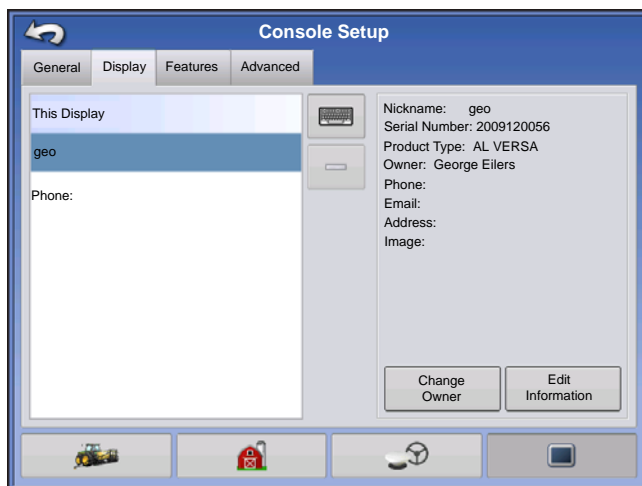 Console Setup
General
Display
Features
Advanced
This Display
geo
Phone:
Nickname: geo
Serial Number: 2009120056
Product Type: AL VERSA
Owner: George Eilers
Phone:
Email:
Address:
Image:
Change
Owner
Edit
Information